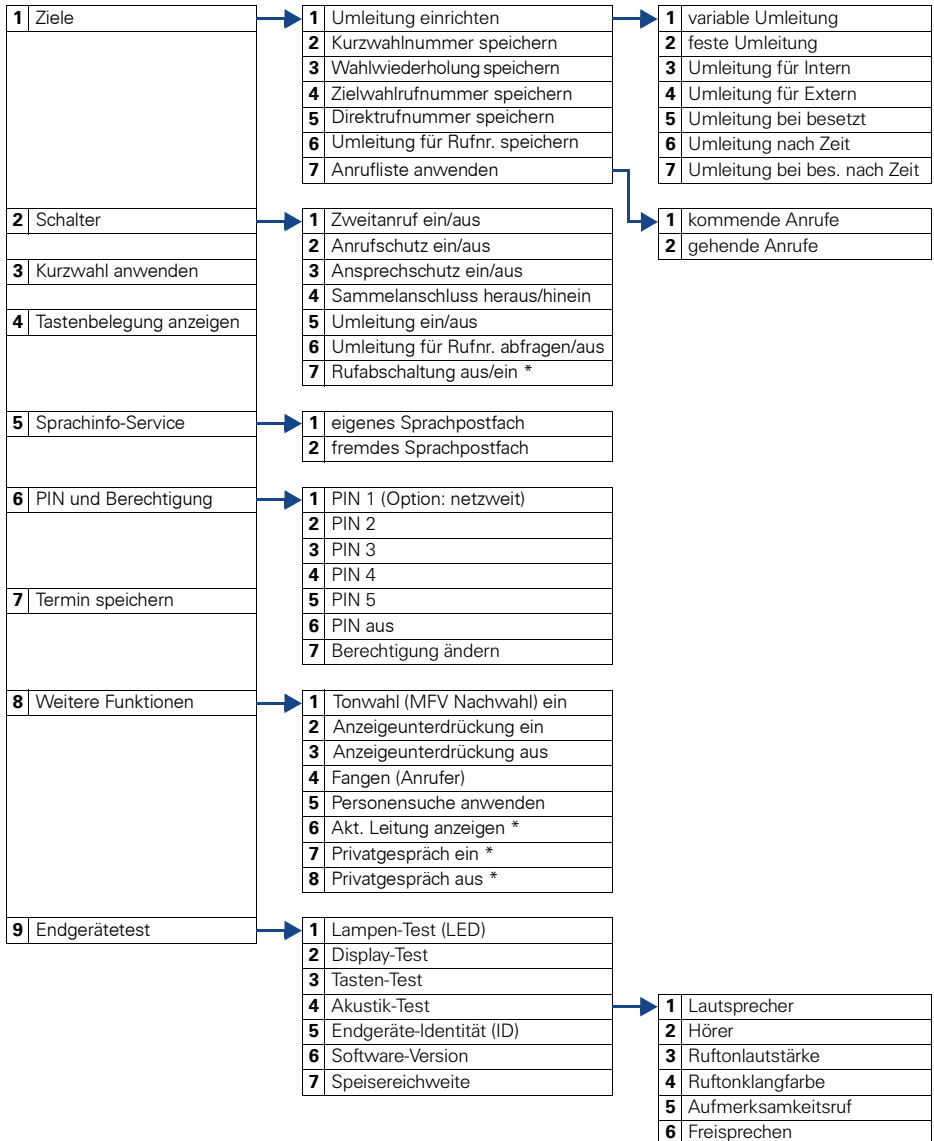 1 Ziele
1 Umleitung einrichten
2 Kurzwahlnummer speichern
3 Wahlwiederholung speichern
4 Zielwahlrufnummer speichern
5 Direktrufnummer speichern
6 Umleitung für Rufnr. speichern
7 Anrufliste anwenden
1 variable Umleitung
2 feste Umleitung
3 Umleitung für Intern
4 Umleitung für Extern
5 Umleitung bei besetzt
6 Umleitung nach Zeit
7 Umleitung bei bes. nach Zeit
1 kommende Anrufe
2 gehende Anrufe
2 Schalter
1 Zweitanruf ein/aus
2 Anrufschutz ein/aus
3 Ansprechschutz ein/aus
4 Sammelanschluss heraus/hinein
5 Umleitung ein/aus
6 Umleitung für Rufnr. abfragen/aus
7 Rufabschaltung aus/ein *
3 Kurzwahl anwenden
4 Tastenbelegung anzeigen
5 Sprachinfo-Service
1 eigenes Sprachpostfach
2 fremdes Sprachpostfach
6 PIN und Berechtigung
1 PIN 1 (Option: netzweit)
2 PIN 2
3 PIN 3
4 PIN 4
5 PIN 5
6 PIN aus
7 Berechtigung ändern
7 Termin speichern
8 Weitere Funktionen
1 Tonwahl (MFV Nachwahl) ein
2 Anzeigeunterdrückung ein
3 Anzeigeunterdrückung aus
4 Fangen (Anrufer)
5 Personensuche anwenden
6 Akt. Leitung anzeigen *
7 Privatgespräch ein *
8 Privatgespräch aus *
9 Endgerätetest
1 Lampen-Test (LED)
2 Display-Test
3 Tasten-Test
4 Akustik-Test
5 Endgeräte-Identität (ID)
6 Software-Version
7 Speisereichweite
1 Lautsprecher
2 Hörer
3 Ruftonlautstärke
4 Ruftonklangfarbe
5 Aufmerksamkeitsruf
6 Freisprechen